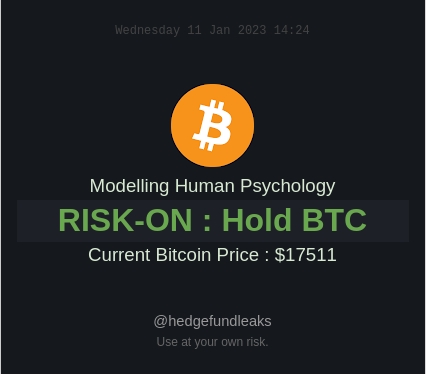 Wednesday 11 Jan 2023 14:24
Modelling Human Psychology
RISK-ON : Hold BTC
Current Bitcoin Price : $17511
@hedgefundleaks
Use at your own risk.